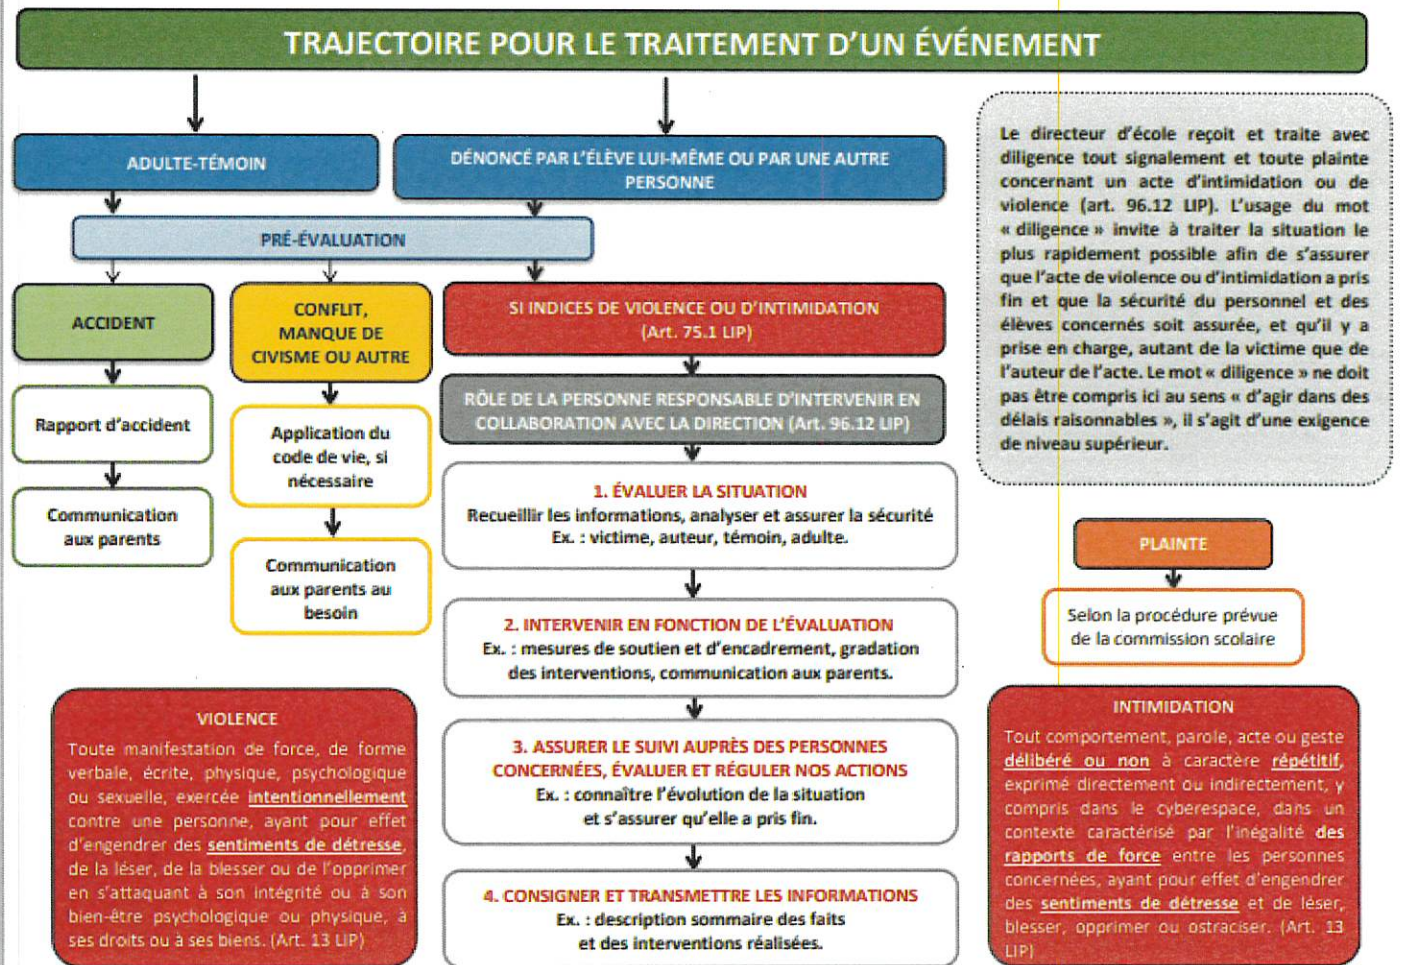 TRAJECTOIRE POUR LE TRAITEMENT D'UN ÉVÉNEMENT
ADULTE-TÉMOIN
DÉNONCÉ PAR L'ÉLÈVE LUI-MÊME OU PAR UNE AUTRE
PERSONNE
PRÉ-ÉVALUATION
ACCIDENT
Rapport d'accident
Communication
aux parents
CONFLIT,
MANQUE DE
CIVISME OU AUTRE
Application du
code de vie, si
nécessaire
Communication
aux parents au
besoin
SI INDICES DE VIOLENCE OU D'INTIMIDATION
(Art. 75.1 LIP)
RÔLE DE LA PERSONNE RESPONSABLE D'INTERVENIR EN
COLLABORATION AVEC LA DIRECTION (Art. 96.12 LIP)
1. ÉVALUER LA SITUATION
Recueillir les informations, analyser et assurer la sécurité
Ex. : victime, auteur, témoin, adulte.
2. INTERVENIR EN FONCTION DE L'ÉVALUATION
Ex. : mesures de soutien et d'encadrement, gradation
des interventions, communication aux parents.
3. ASSURER LE SUIVI AUPRÈS DES PERSONNES
CONCERNÉES, ÉVALUER ET RÉGULER NOS ACTIONS
Ex. : connaître l'évolution de la situation
et s'assurer qu'elle a pris fin.
4. CONSIGNER ET TRANSMETTRE LES INFORMATIONS
Ex. : description sommaire des faits
et des interventions réalisées.
Le directeur d'école reçoit et traite avec
diligence tout signalement et toute plainte
concernant un acte d'intimidation ou de
violence (art. 96.12 LIP). L'usage du mot
« diligence » invite à traiter la situation le
plus rapidement possible afin de s'assurer
que l'acte de violence ou d'intimidation a pris
fin et que la sécurité du personnel et des
élèves concernés soit assurée, et qu'il y a
prise en charge, autant de la victime que de
l'auteur de l'acte. Le mot « diligence » ne doit
pas être compris ici au sens « d'agir dans des
délais raisonnables », il s'agit d'une exigence
de niveau supérieur.
PLAINTE
Selon la procédure prévue
de la commission scolaire
VIOLENCE
Toute manifestation de force, de forme
verbale, écrite, physique, psychologique
ou sexuelle, exercée intentionnellement
contre une personne, ayant pour effet
d'engendrer des sentiments de détresse,
de la léser, de la blesser ou de l'opprimer
en s'attaquant à son intégrité ou à son
bien-être psychologique ou physique, à
ses droits ou à ses biens. (Art. 13 LIP)
INTIMIDATION
Tout comportement, parole, acte ou geste
délibéré ou non à caractère répétitif,
exprimé directement ou indirectement, y
compris dans le cyberespace, dans un
contexte caractérisé par l'inégalité des
rapports de force entre les personnes
concernées, ayant pour effet d'engendrer
des sentiments de détresse et de léser,
blesser, opprimer ou ostraciser. (Art. 13
LIP)